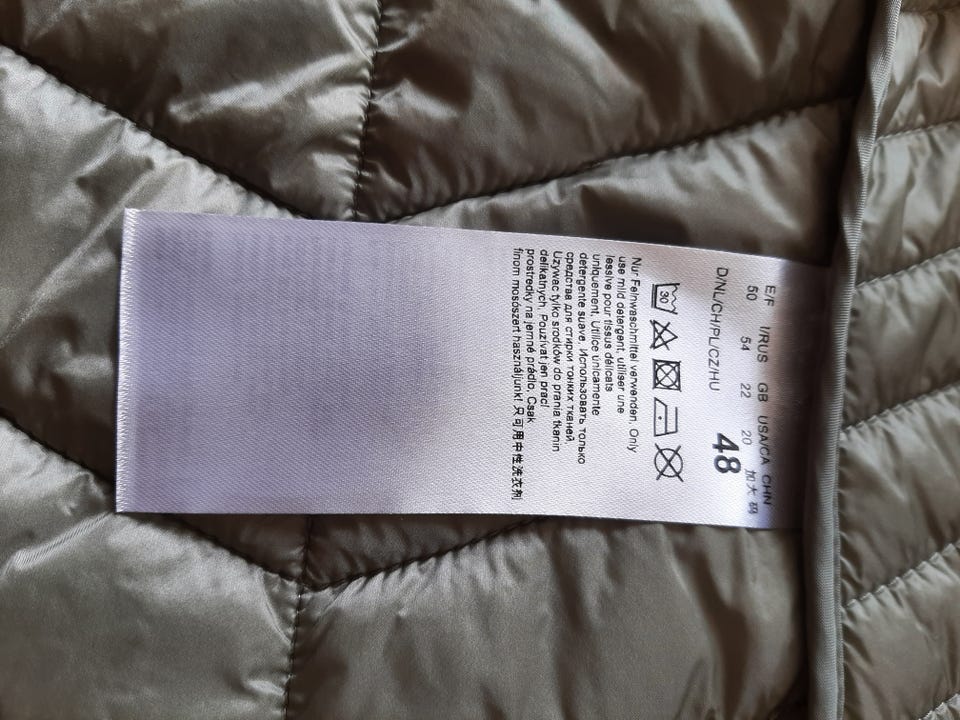 E/F I/RUS GB USA/CA CHN
50 54 22 20 加大码
D/NL/CH/PL/CZ/HU 48
30
Nur Feinwaschmittel verwenden. Only
use mild detergent, utiliser une
lessive pour tissus délicats
uniquement, Utilice únicamente
detergente suave. Использовать только
средства для стирки тонких тканей.
Używać tylko środków do prania tkanin
delikatnych, Používat jen prací
prostředky na jemné prádlo, Csak
finom mosószert használjunk! 只可用中性洗衣剂